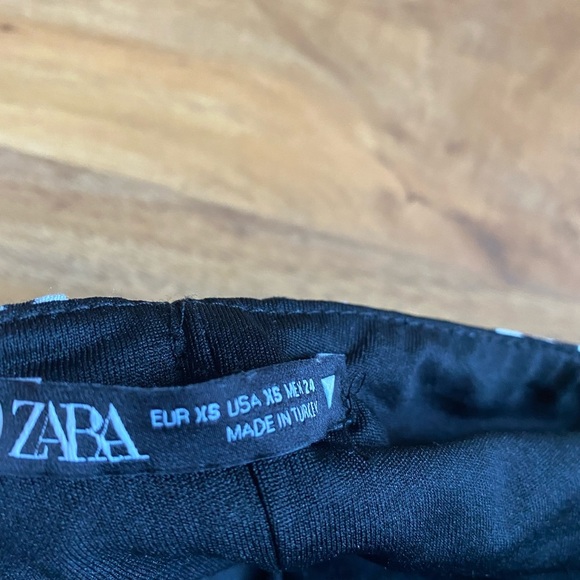 ZARA
EUR XS USA XS MEX 24
MADE IN TURKEY